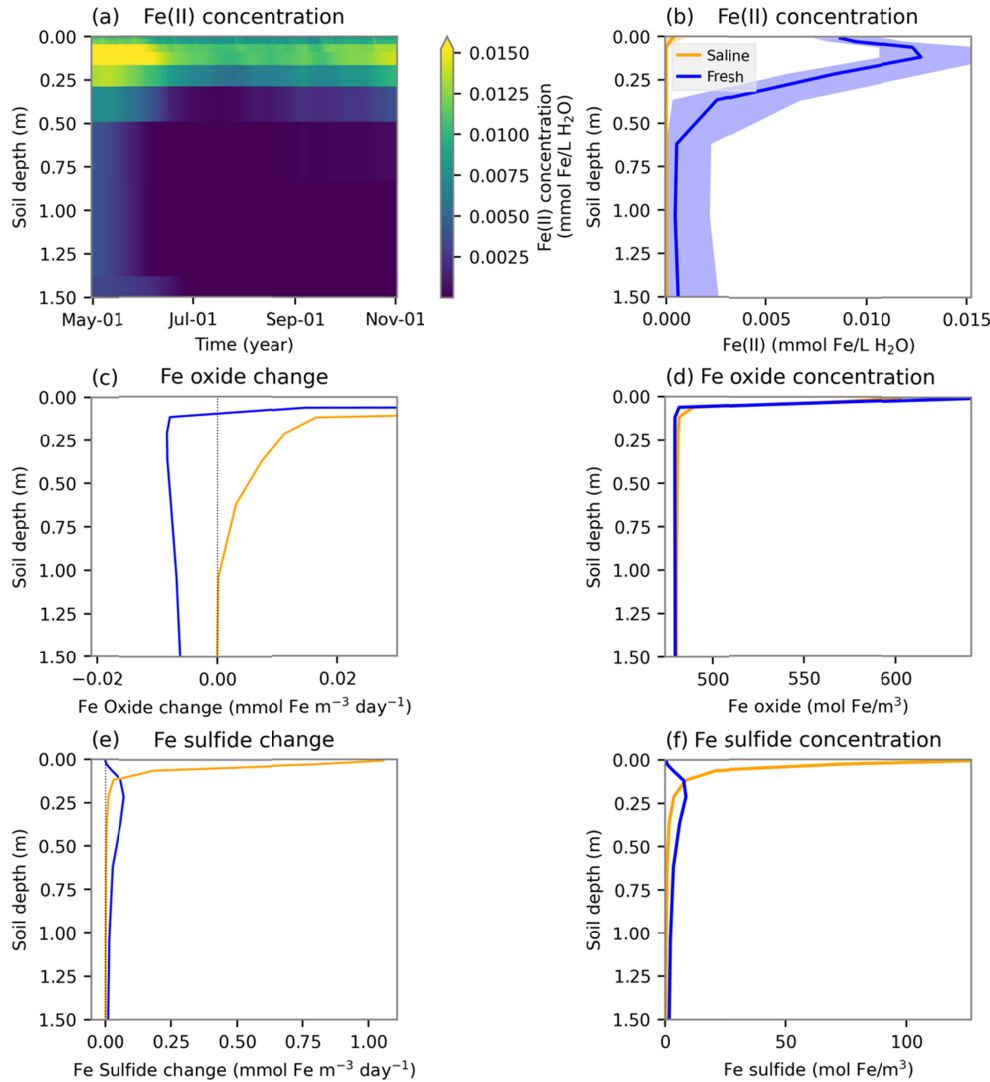 (a) Fe(II) concentration
0.00
0.25
0.50
0.75
1.00
1.25
1.50
Soil depth (m)
May-01 Jul-01 Sep-01 Nov-01
Time (year)
0.0150
0.0125
0.0100
0.0075
0.0050
0.0025
Fe(II) concentration
(mmol Fe/L H₂O)
(b) Fe(II) concentration
Saline
Fresh
0.00
0.25
0.50
0.75
1.00
1.25
1.50
Soil depth (m)
0.000 0.005 0.010 0.015
Fe(II) (mmol Fe/L H₂O)
(c) Fe oxide change
0.00
0.25
0.50
0.75
1.00
1.25
1.50
Soil depth (m)
−0.02 0.00 0.02
Fe Oxide change (mmol Fe m⁻³ day⁻¹)
(d) Fe oxide concentration
0.00
0.25
0.50
0.75
1.00
1.25
1.50
Soil depth (m)
500 600
Fe oxide (mol Fe/m³)
(e) Fe sulfide change
0.00
0.25
0.50
0.75
1.00
1.25
1.50
Soil depth (m)
0.00 0.25 0.50 0.75 1.00
Fe Sulfide change (mmol Fe m⁻³ day⁻¹)
(f) Fe sulfide concentration
0.00
0.25
0.50
0.75
1.00
1.25
1.50
Soil depth (m)
0 50 100
Fe sulfide (mol Fe/m³)